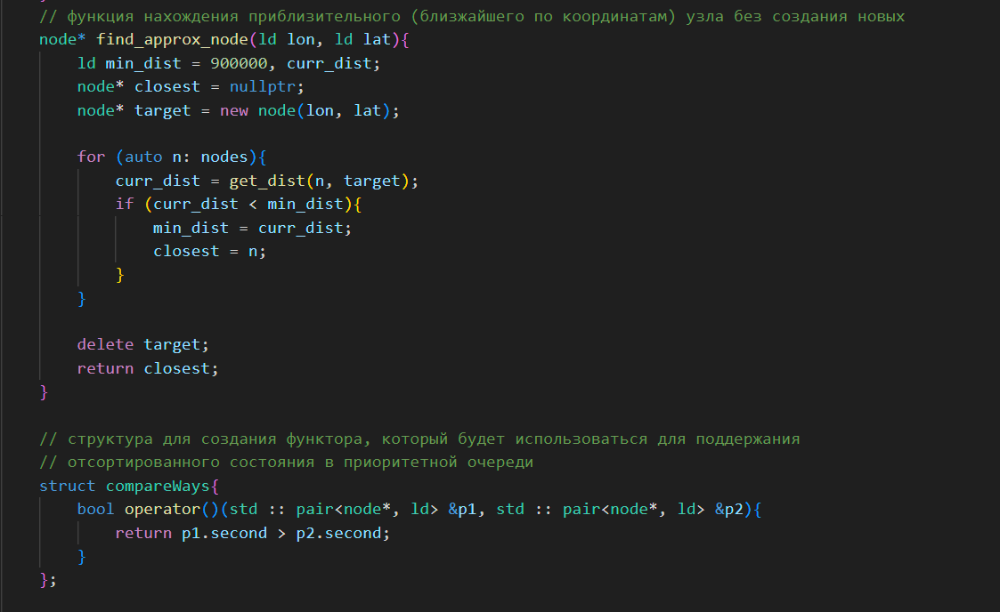 // функция нахождения приблизительного (близжайшего по координатам) узла без создания новых
node* find_approx_node(ld lon, ld lat){
    ld min_dist = 900000, curr_dist;
    node* closest = nullptr;
    node* target = new node(lon, lat);

    for (auto n: nodes){
        curr_dist = get_dist(n, target);
        if (curr_dist < min_dist){
            min_dist = curr_dist;
            closest = n;
        }
    }

    delete target;
    return closest;
}

// структура для создания функтора, который будет использоваться для поддержания
// отсортированного состояния в приоритетной очереди
struct compareWays{
    bool operator()(std :: pair<node*, ld> &p1, std :: pair<node*, ld> &p2){
        return p1.second > p2.second;
    }
};